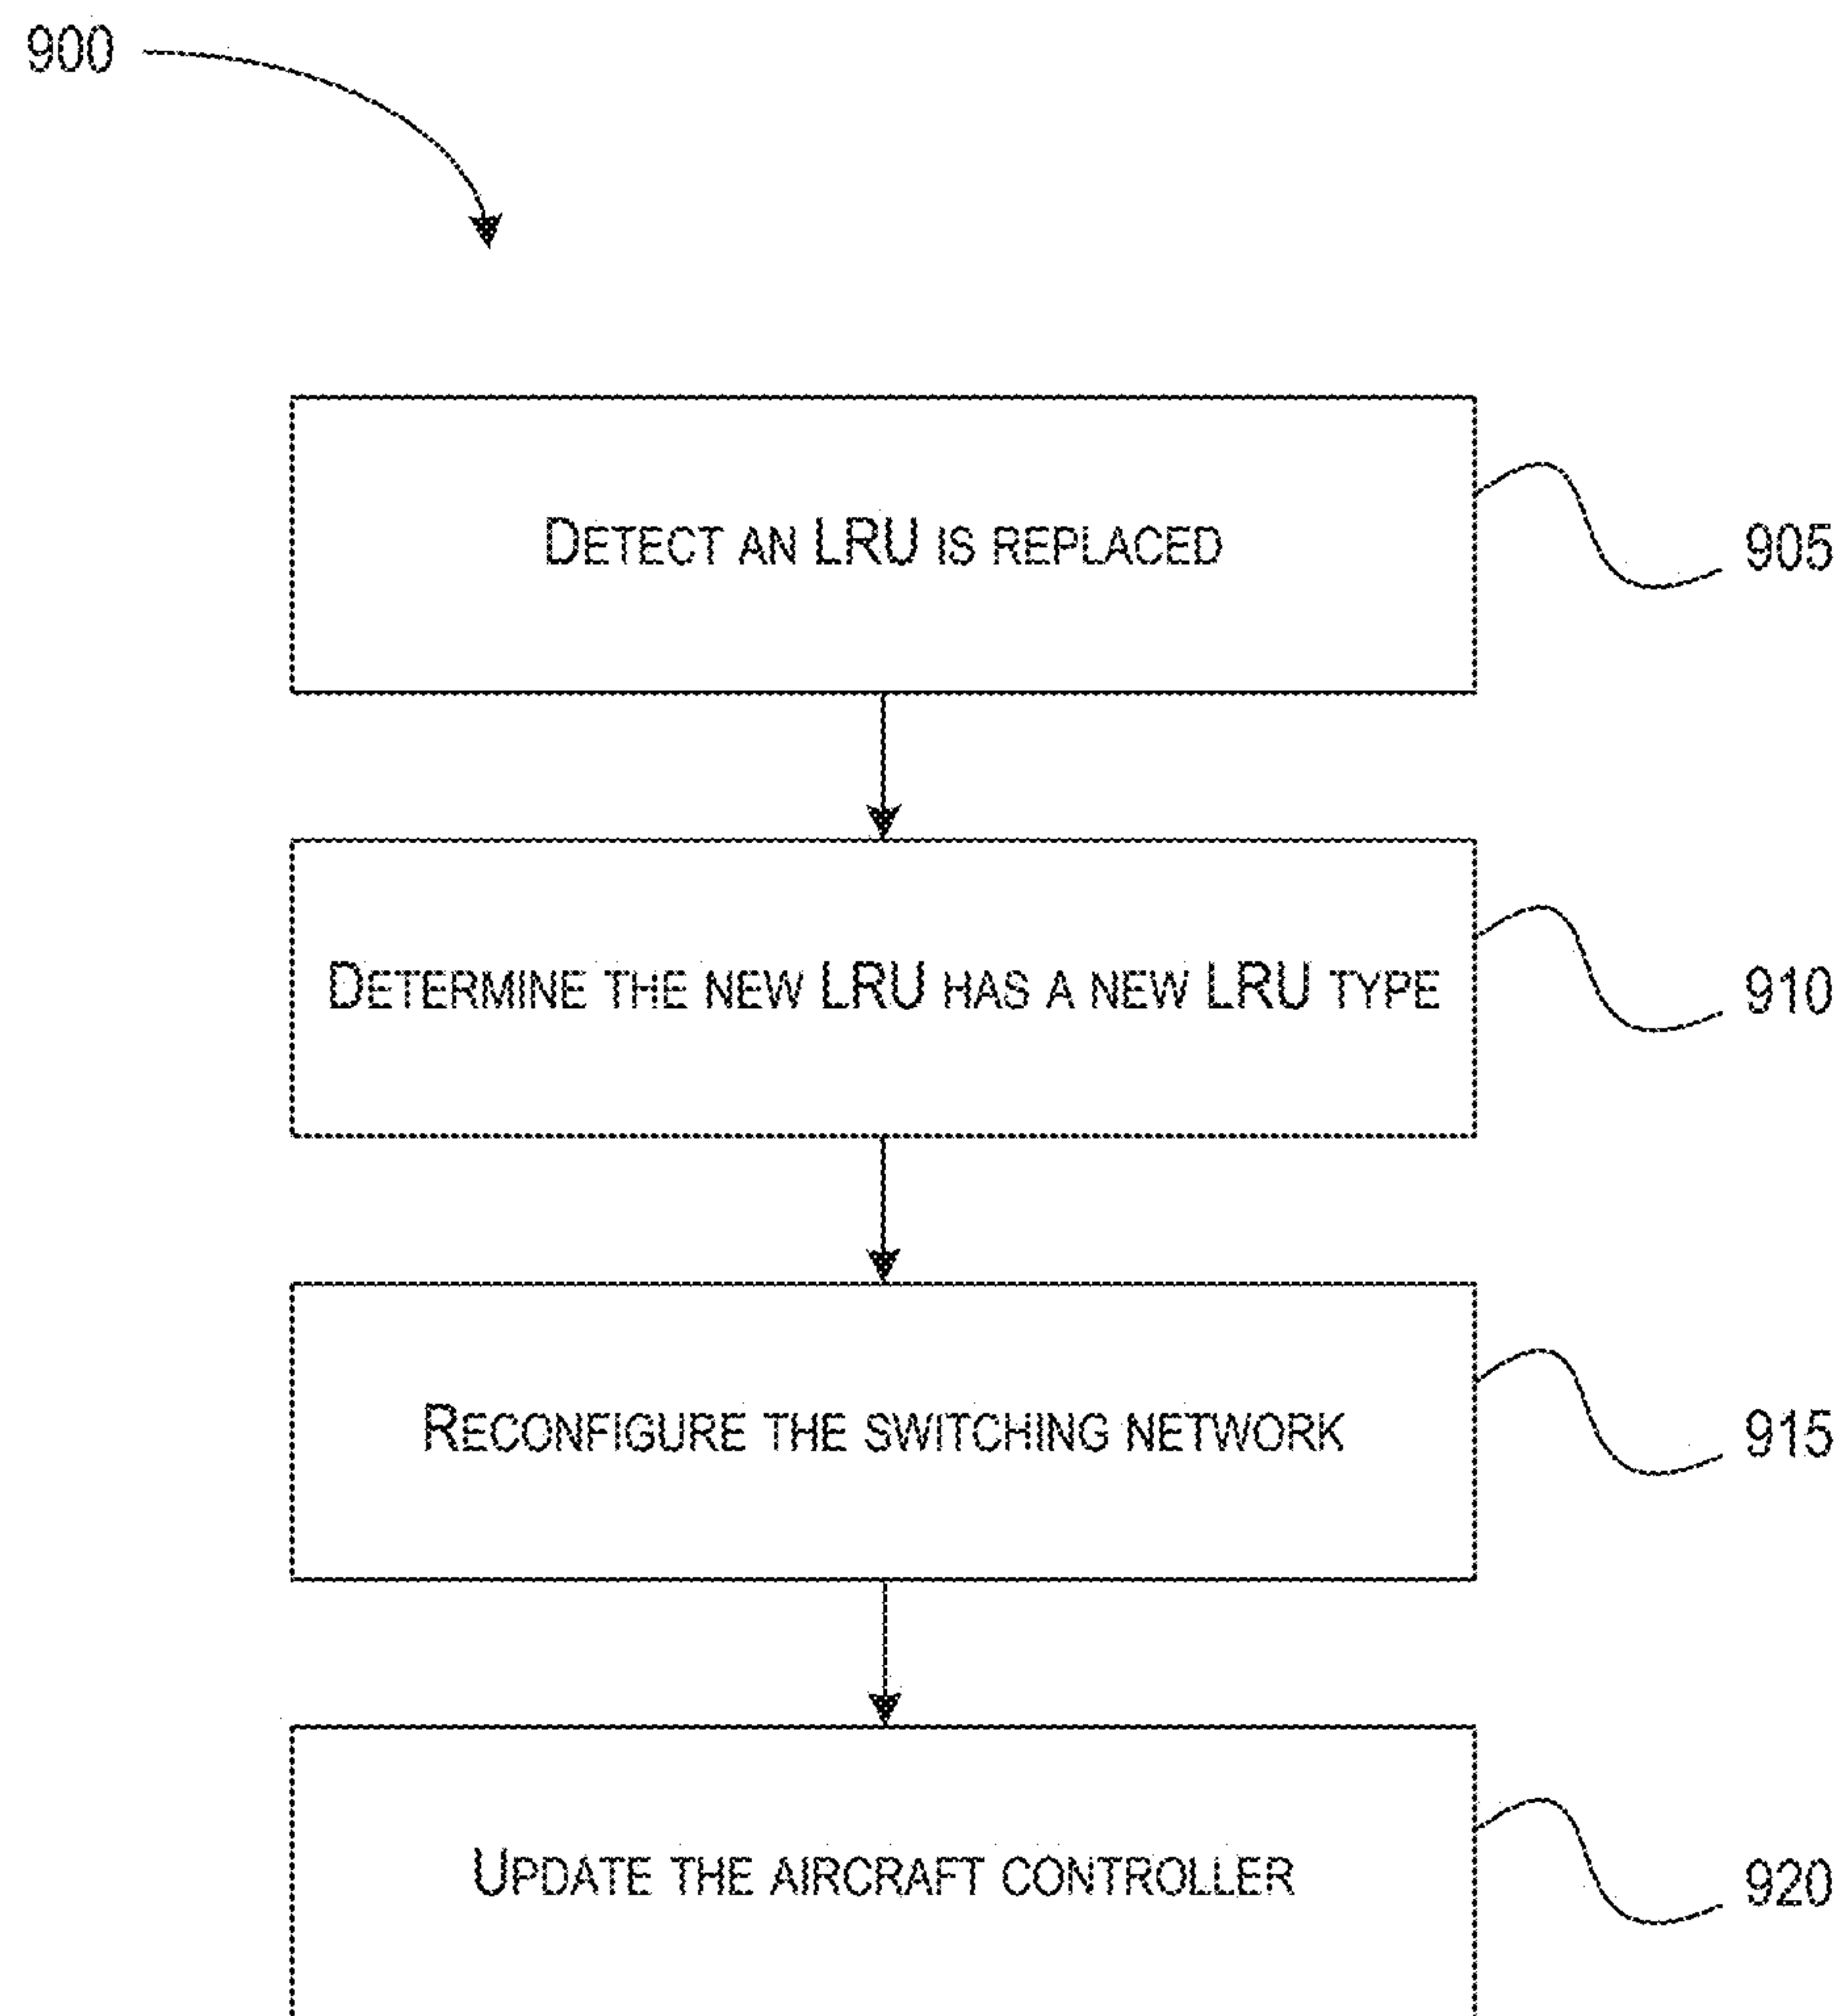 900
DETECT AN LRU IS REPLACED
905
DETERMINE THE NEW LRU HAS A NEW LRU TYPE
910
RECONFIGURE THE SWITCHING NETWORK
915
UPDATE THE AIRCRAFT CONTROLLER
920